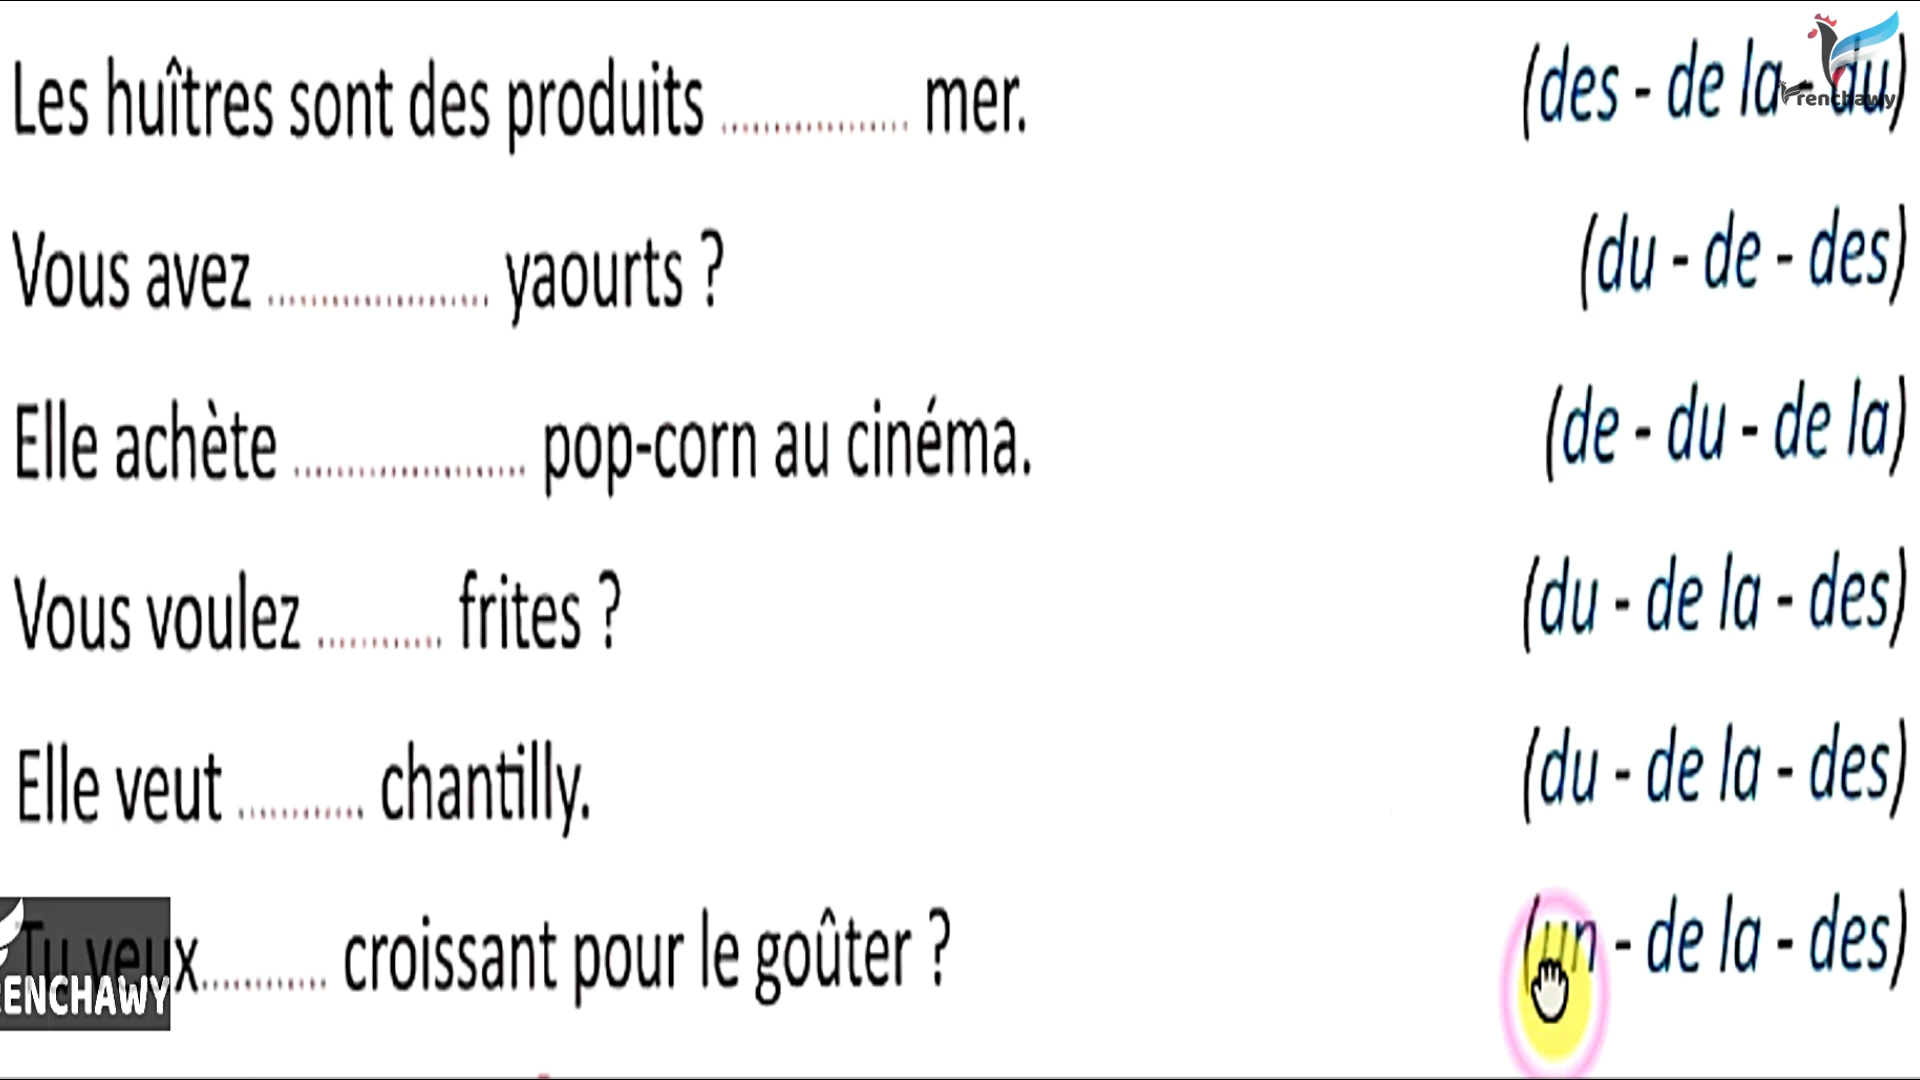 Les huîtres sont des produits .................. mer. (des - de la - du)
renchawy
Vous avez ..................... yaourts ? (du - de - des)
Elle achète ...................... pop-corn au cinéma. (de - du - de la)
Vous voulez ............ frites ? (du - de la - des)
Elle veut ............ chantilly. (du - de la - des)
Tu veux............ croissant pour le goûter ? (un - de la - des)
ENCHAWY